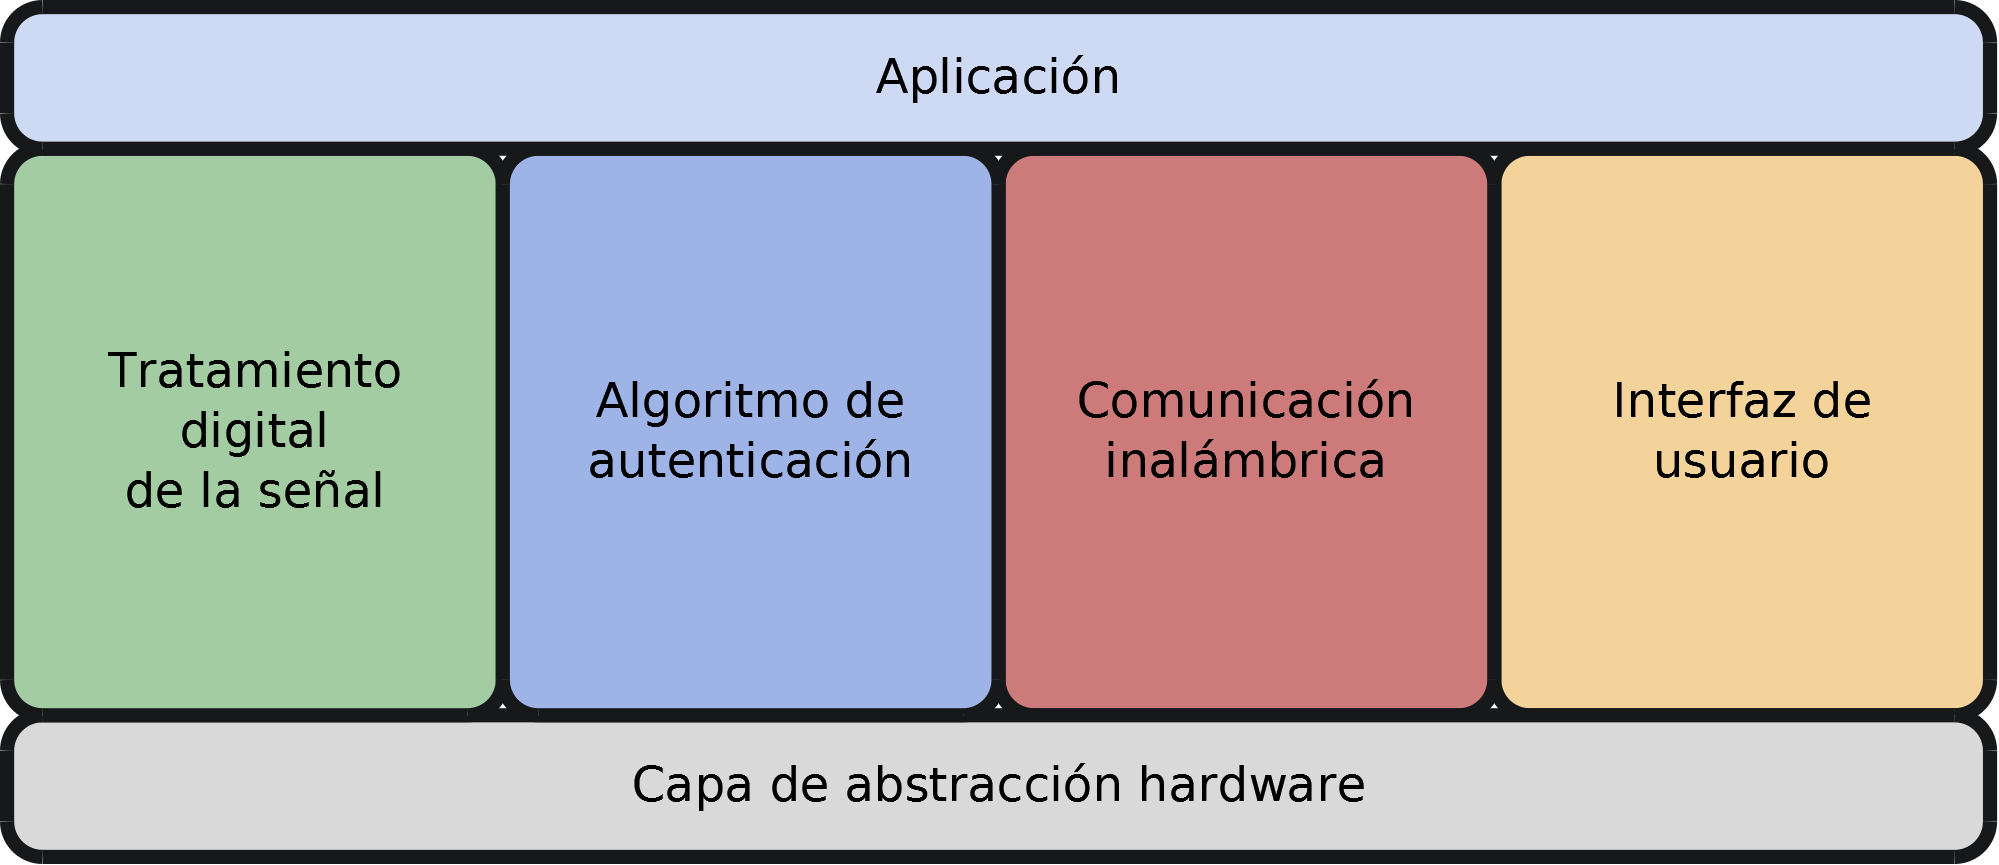 Aplicación
Tratamiento
digital
de la señal
Algoritmo de
autenticación
Comunicación
inalámbrica
Interfaz de
usuario
Capa de abstracción hardware